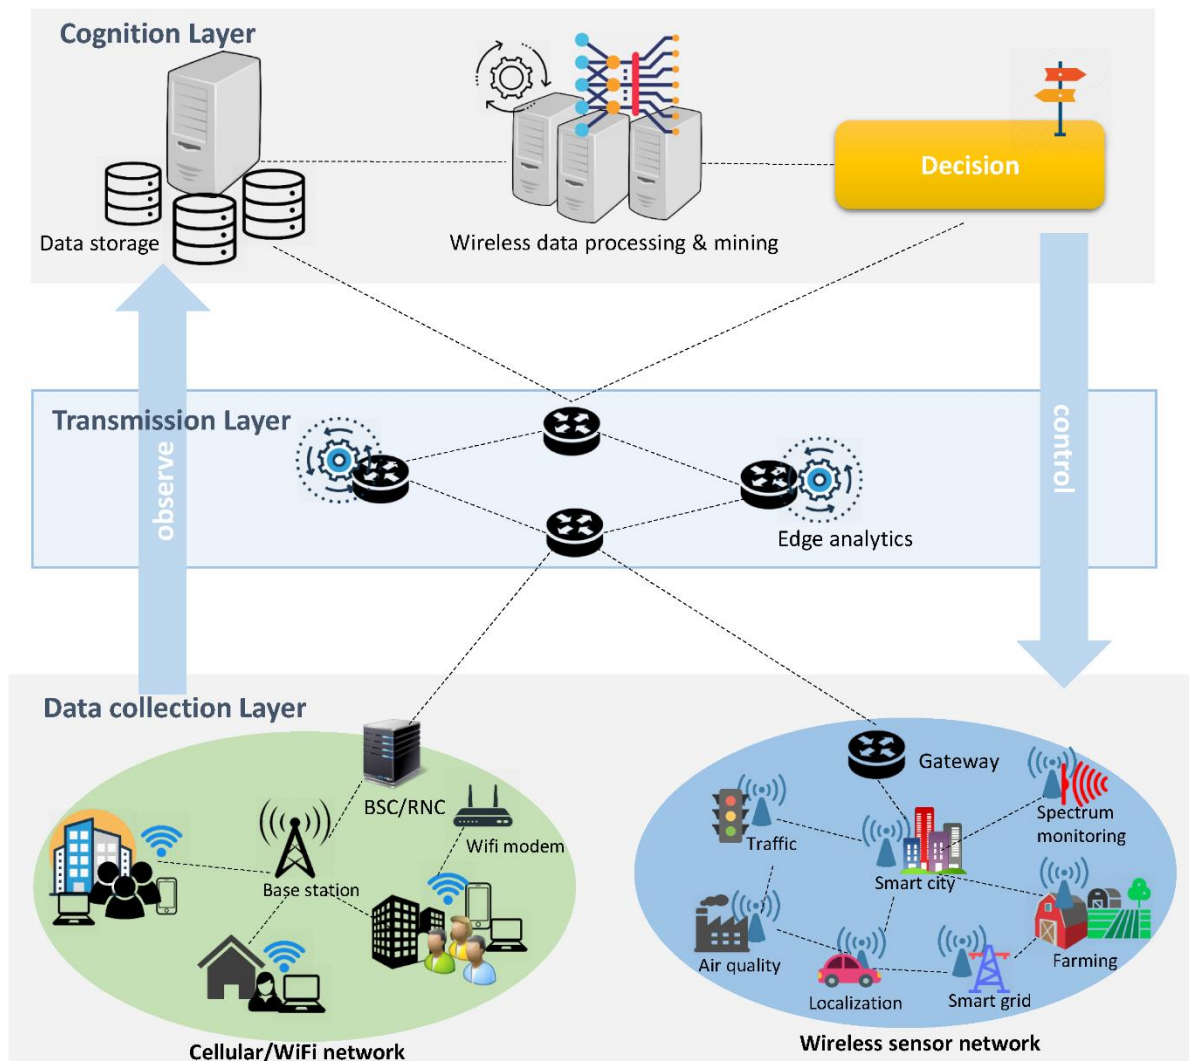 Cognition Layer
Decision
Data storage
Wireless data processing & mining
Transmission Layer
observe
control
Edge analytics
Data collection Layer
BSC/RNC
Wifi modem
Base station
Cellular/WiFi network
Gateway
Spectrum
monitoring
Traffic
Smart city
Air quality
Farming
Localization
Smart grid
Wireless sensor network